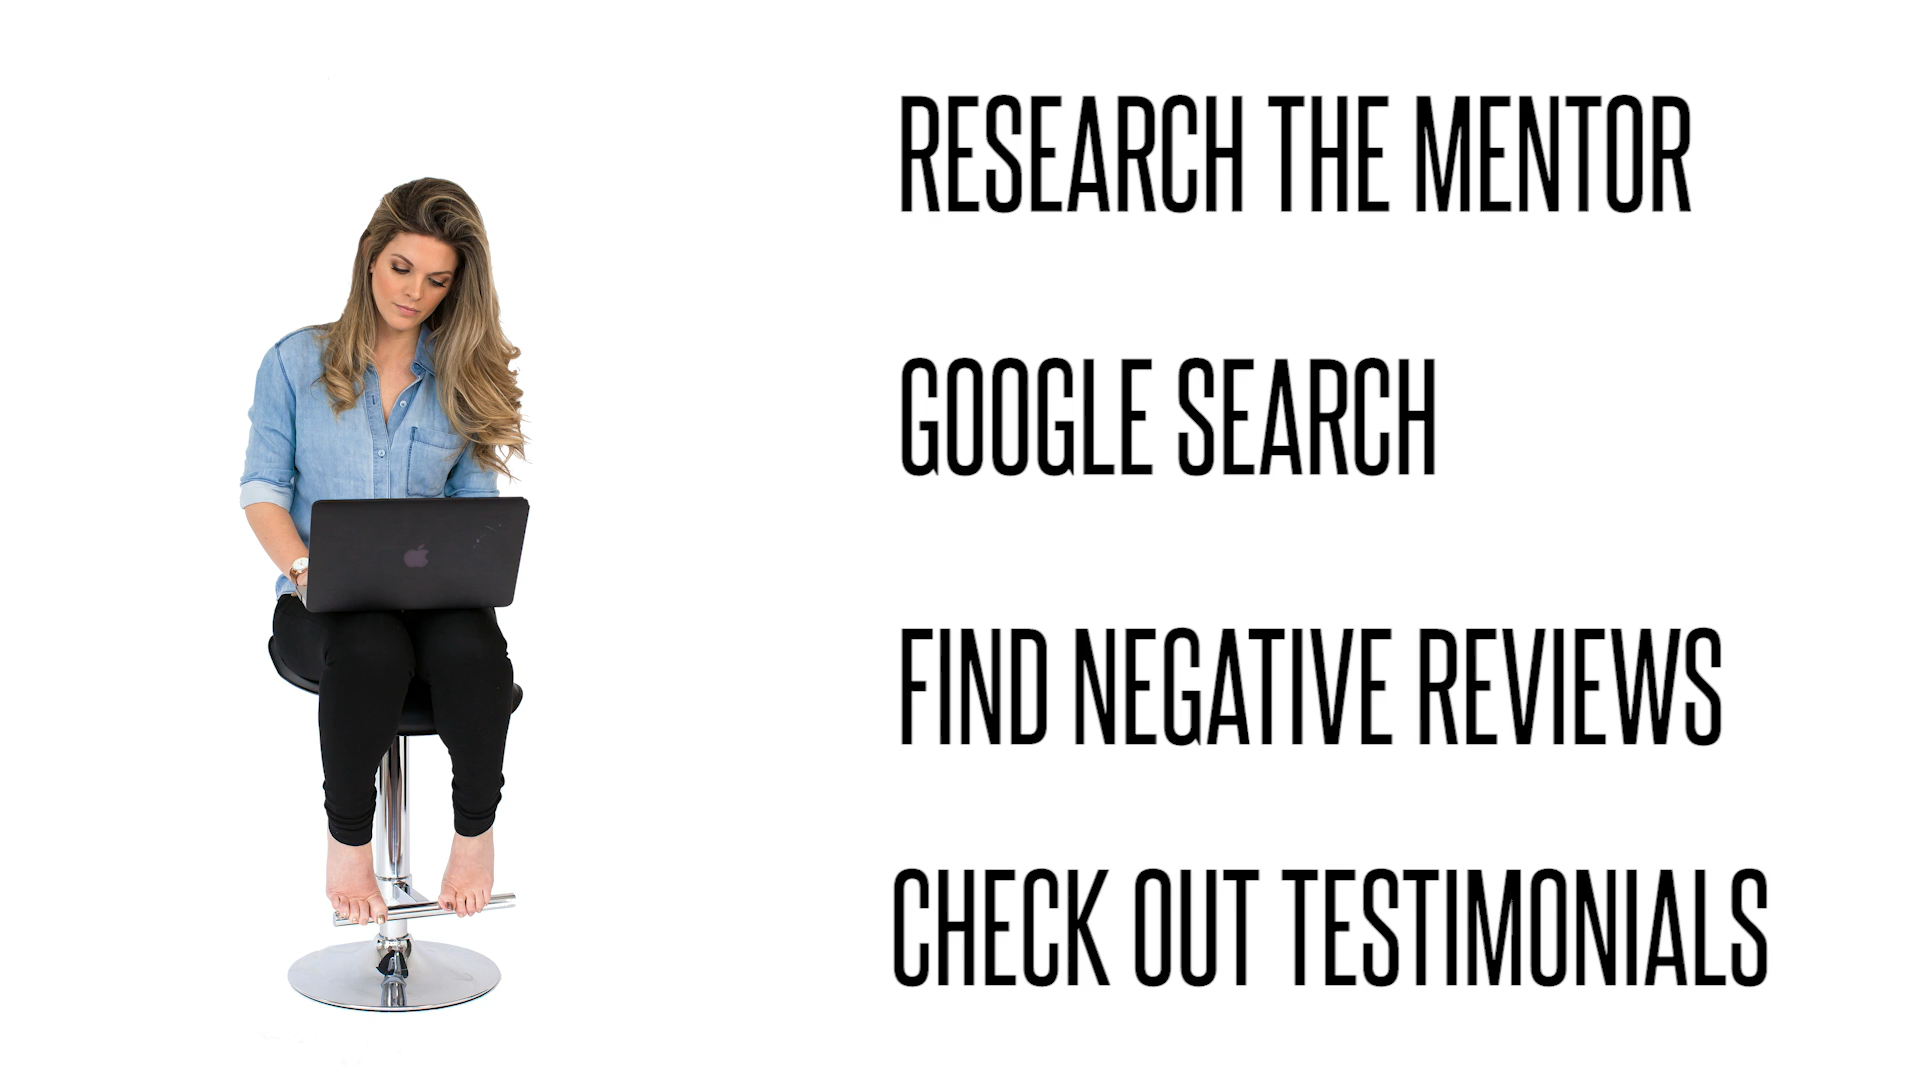 RESEARCH THE MENTOR
GOOGLE SEARCH
FIND NEGATIVE REVIEWS
CHECK OUT TESTIMONIALS